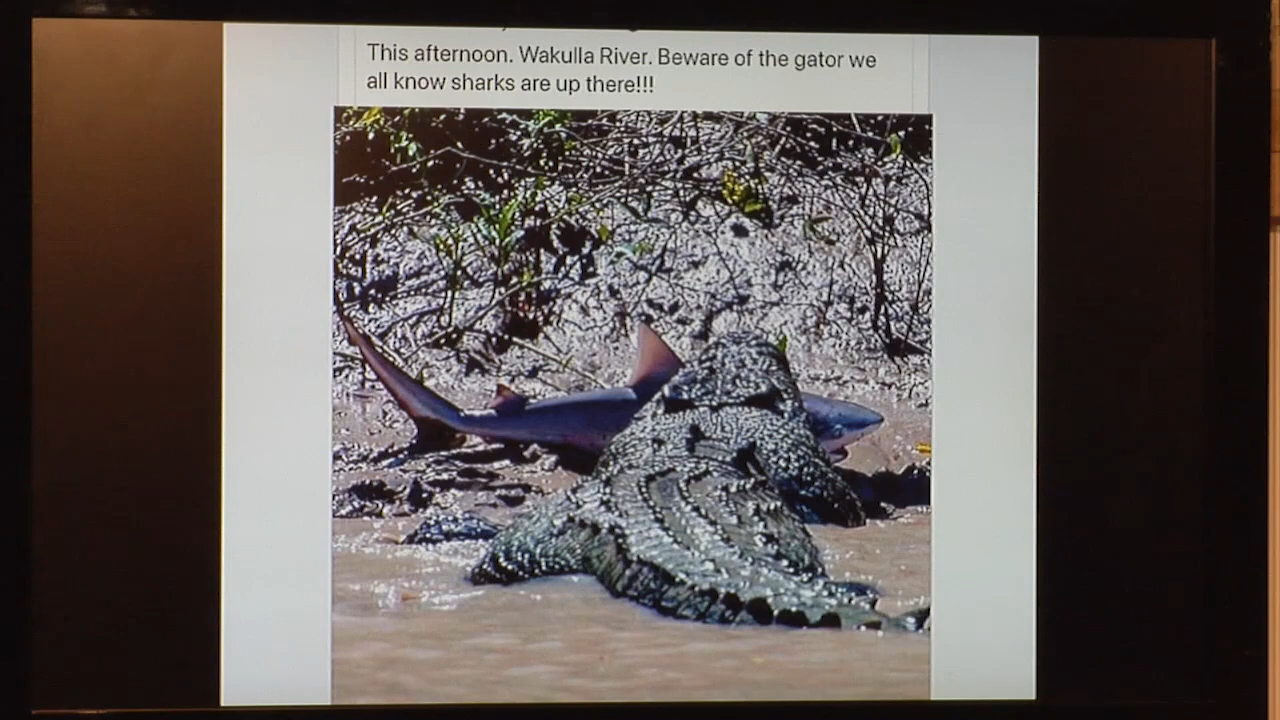 This afternoon. Wakulla River. Beware of the gator we
all know sharks are up there!!!